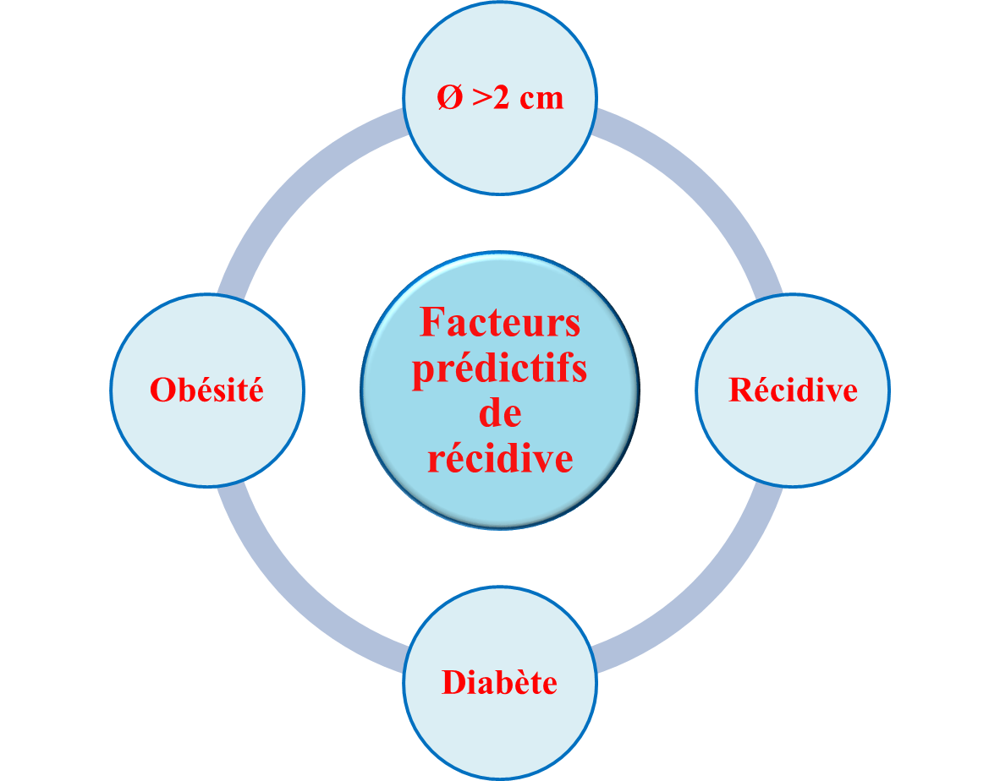 Ø >2 cm
Facteurs
prédictifs
de
récidive
Obésité
Récidive
Diabète